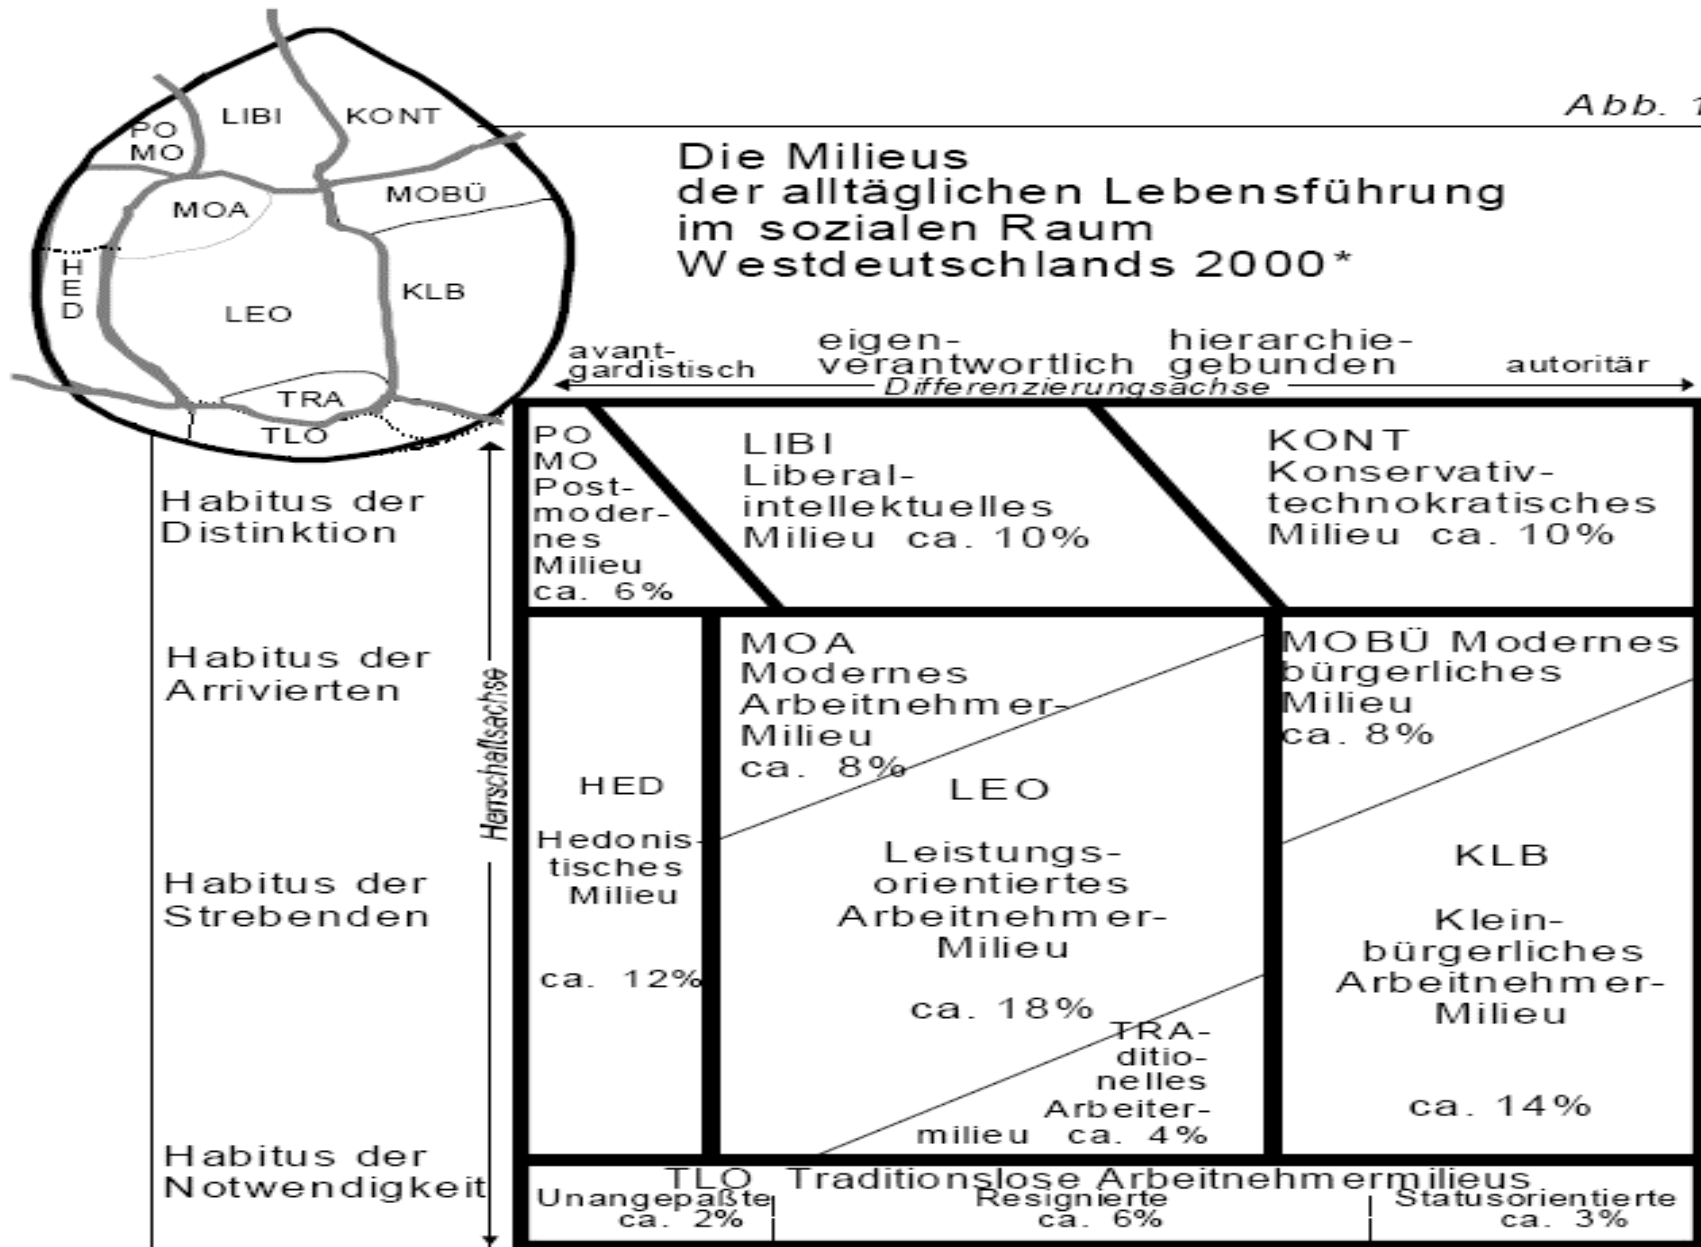 LIBI
KONT
PO
MO
MOA
MOBÜ
H
E
D
KLB
LEO
TRA
TLO
Abb. 1
Die Milieus
der alltäglichen Lebensführung
im sozialen Raum
Westdeutschlands 2000*
avant-
gardistisch
eigen-
verantwortlich
hierarchie-
gebunden
autoritär
Differenzierungsachse
Habitus der
Distinktion
Habitus der
Arrivierten
Habitus der
Strebenden
Habitus der
Notwendigkeit
Herrschaftsachse
PO
MO
Post-
moder-
nes
Milieu
ca. 6%
LIBI
Liberal-
intellektuelles
Milieu ca. 10%
KONT
Konservativ-
technokratisches
Milieu ca. 10%
HED
Hedonis-
tisches
Milieu
ca. 12%
MOA
Modernes
Arbeitnehmer-
Milieu
ca. 8%
LEO
Leistungs-
orientiertes
Arbeitnehmer-
Milieu
ca. 18%
TRA-
ditio-
nelles
Arbeiter-
milieu ca. 4%
MOBÜ Modernes
bürgerliches
Milieu
ca. 8%
KLB
Klein-
bürgerliches
Arbeitnehmer-
Milieu
ca. 14%
TLO Traditionslose Arbeitnehmermilieus
Unangepaßte
ca. 2%
Resignierte
ca. 6%
Statusorientierte
ca. 3%